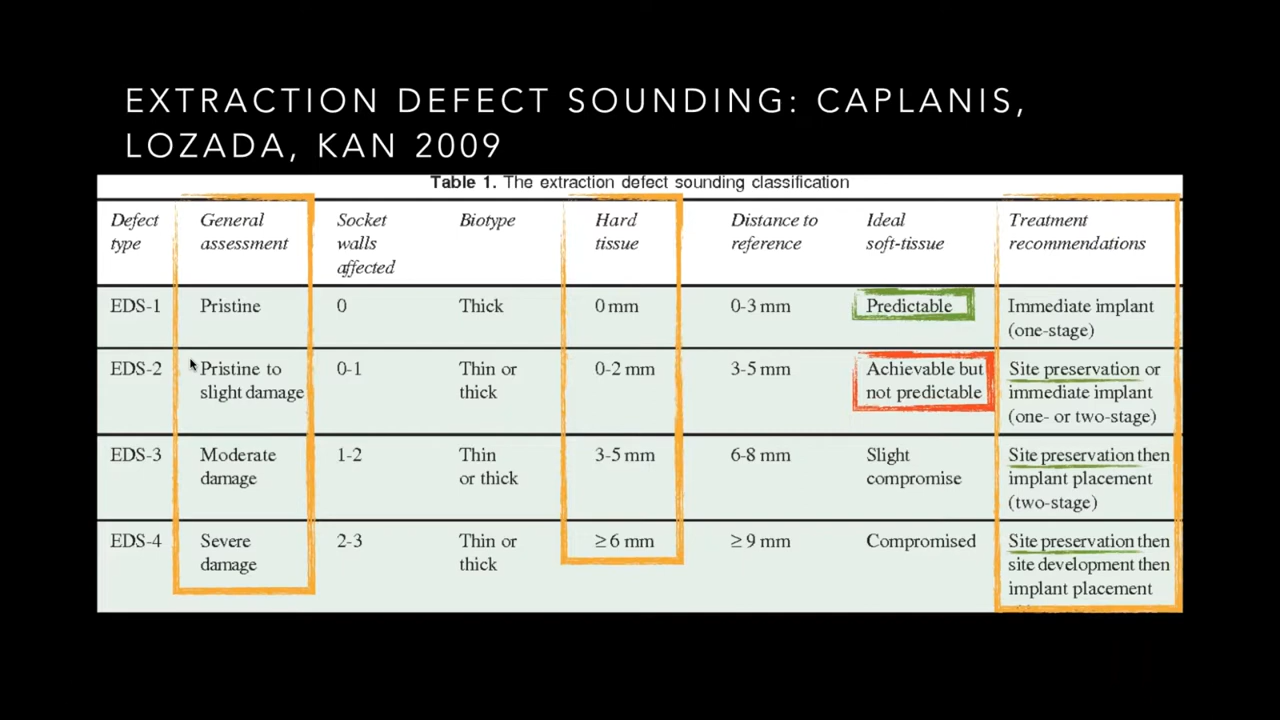 EXTRACTION DEFECT SOUNDING: CAPLANIS,
LOZADA, KAN 2009
Table 1. The extraction defect sounding classification
Defect type General assessment Socket walls affected Biotype Hard tissue Distance to reference Ideal soft-tissue Treatment recommendations
EDS-1 Pristine 0 Thick 0 mm 0-3 mm Predictable Immediate implant (one-stage)
EDS-2 Pristine to slight damage 0-1 Thin or thick 0-2 mm 3-5 mm Achievable but not predictable Site preservation or immediate implant (one- or two-stage)
EDS-3 Moderate damage 1-2 Thin or thick 3-5 mm 6-8 mm Slight compromise Site preservation then implant placement (two-stage)
EDS-4 Severe damage 2-3 Thin or thick ≥ 6 mm ≥ 9 mm Compromised Site preservation then site development then implant placement